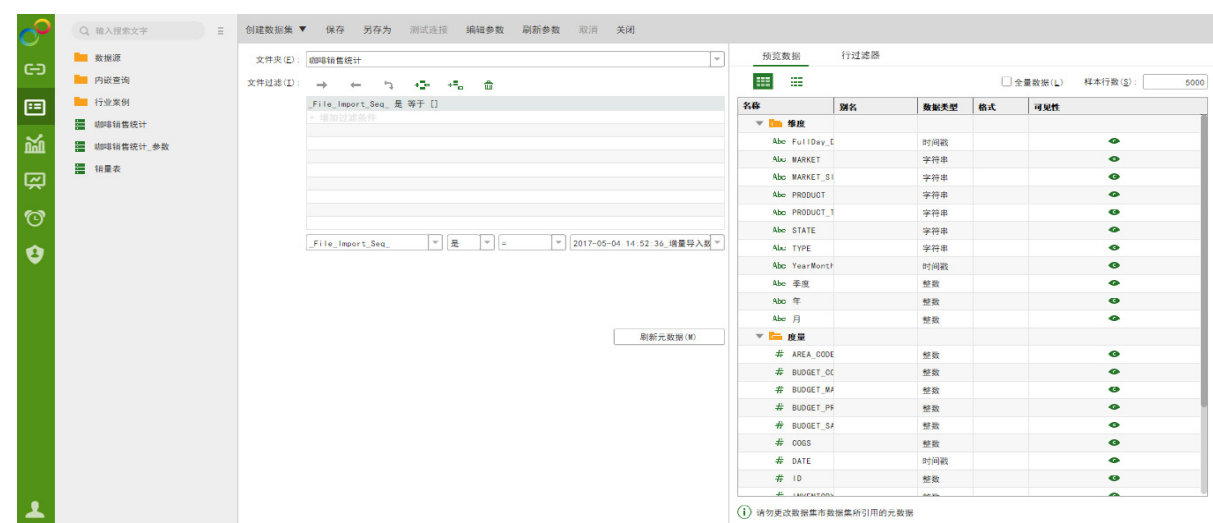 输入搜索文字
数据源
内嵌查询
行业案例
咖啡销售统计
咖啡销售统计_参数
销量表
创建数据集 ▼ 保存 另存为 测试连接 编辑参数 刷新参数 取消 关闭
文件夹(E): 咖啡销售统计
文件过滤(I):
_File_Import_Seq_ 是 等于 []
+ 增加过滤条件
_File_Import_Seq_ 是 = 2017-05-04 14:52:36_增量导入数
刷新元数据(M)
预览数据 行过滤器
全量数据(L) 样本行数(S): 5000
名称 别名 数据类型 格式 可见性
维度
Abc FullDay_D 时间戳
Abc MARKET 字符串
Abc MARKET_SI 字符串
Abc PRODUCT 字符串
Abc PRODUCT_T 字符串
Abc STATE 字符串
Abc TYPE 字符串
Abc YearMonth 时间戳
Abc 季度 整数
Abc 年 整数
Abc 月 整数
度量
# AREA_CODE 整数
# BUDGET_CO 整数
# BUDGET_MA 整数
# BUDGET_PR 整数
# BUDGET_SA 整数
# COGS 整数
# DATE 时间戳
# ID 整数
请勿更改数据集市数据集所引用的元数据